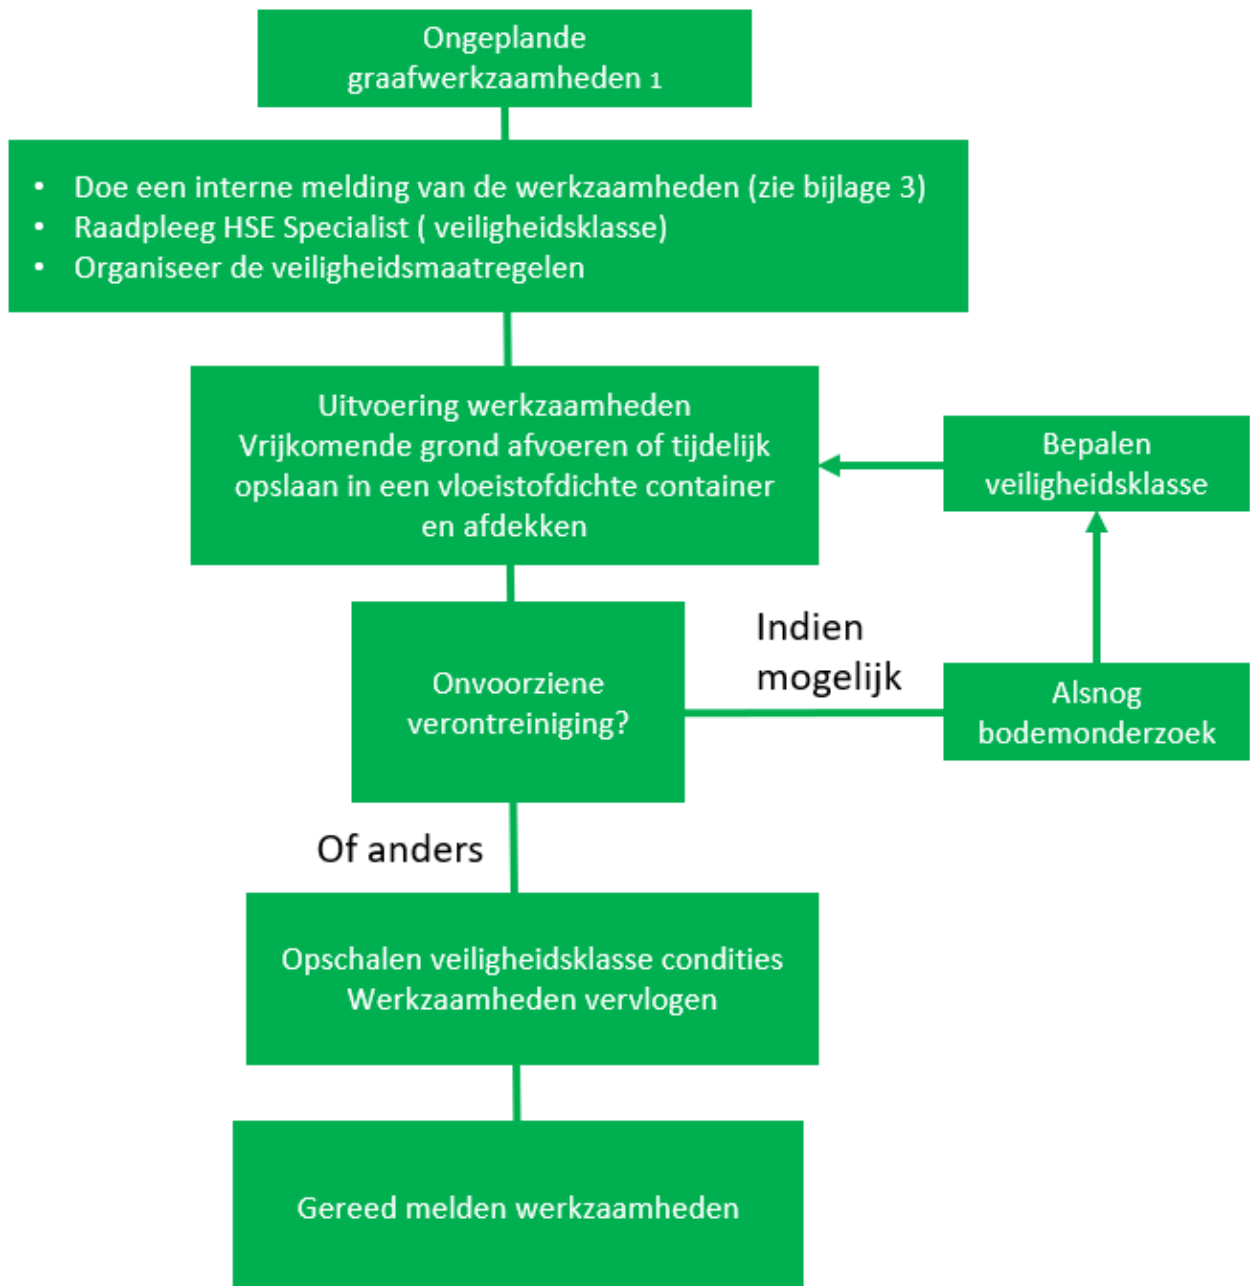 Ongeplande
graafwerkzaamheden 1
• Doe een interne melding van de werkzaamheden (zie bijlage 3)
• Raadpleeg HSE Specialist ( veiligheidsklasse)
• Organiseer de veiligheidsmaatregelen
Uitvoering werkzaamheden
Vrijkomende grond afvoeren of tijdelijk
opslaan in een vloeistofdichte container
en afdekken
Bepalen
veiligheidsklasse
Onvoorziene
verontreiniging?
Indien
mogelijk
Alsnog
bodemonderzoek
Of anders
Opschalen veiligheidsklasse condities
Werkzaamheden vervlogen
Gereed melden werkzaamheden